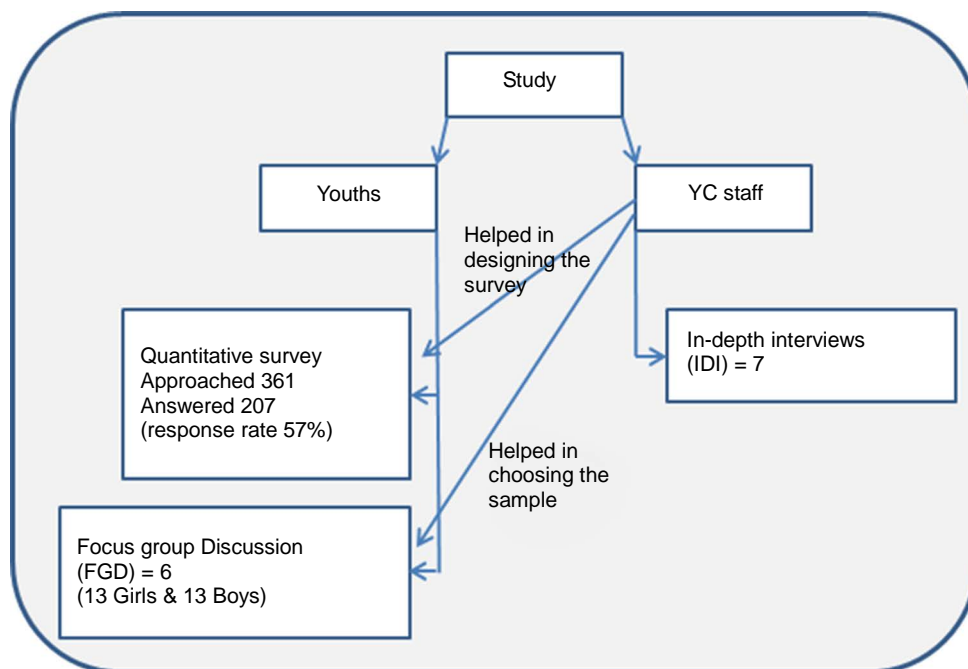 Study
Youths
YC staff
Helped in
designing the
survey
Quantitative survey
Approached 361
Answered 207
(response rate 57%)
In-depth interviews
(IDI) = 7
Helped in
choosing the
sample
Focus group Discussion
(FGD) = 6
(13 Girls & 13 Boys)